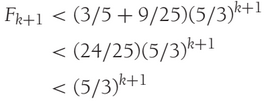 F_{k+1} < (3/5 + 9/25)(5/3)^{k+1}
< (24/25)(5/3)^{k+1}
< (5/3)^{k+1}